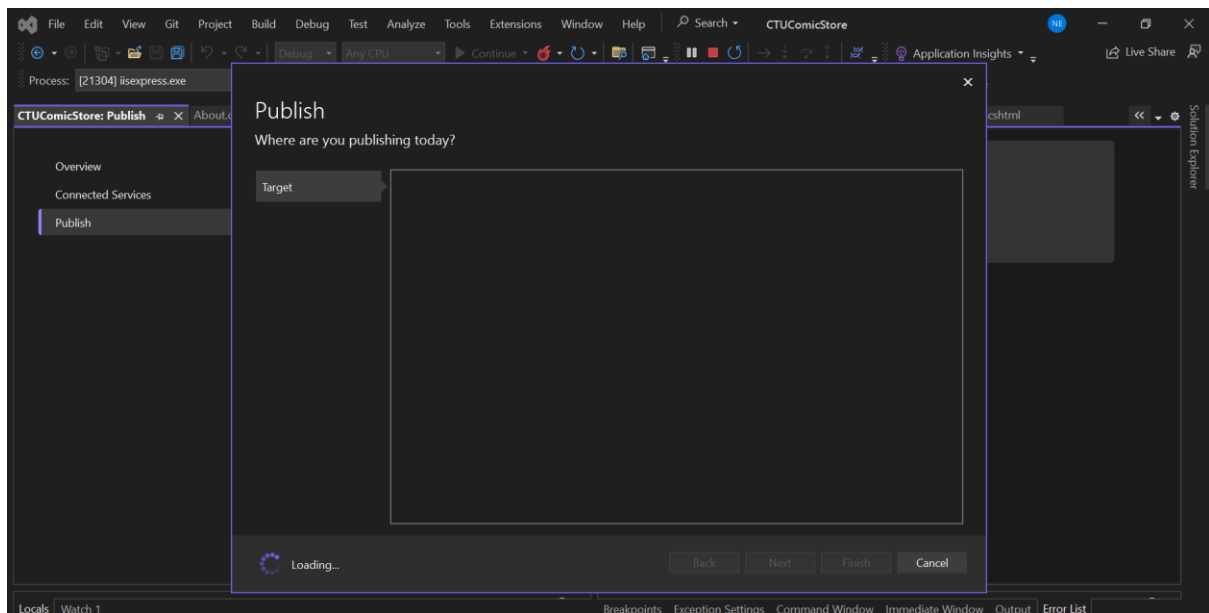 File Edit View Git Project Build Debug Test Analyze Tools Extensions Window Help Search CTUComicStore NE
Debug Any CPU Continue Application Insights Live Share
Process: [21304] iisexpress.exe
CTUComicStore: Publish About.c cshtml
Solution Explorer
Overview
Connected Services
Publish
Publish
Where are you publishing today?
Target
Loading...
Back Next Finish Cancel
Locals Watch 1 Breakpoints Exception Settings Command Window Immediate Window Output Error List